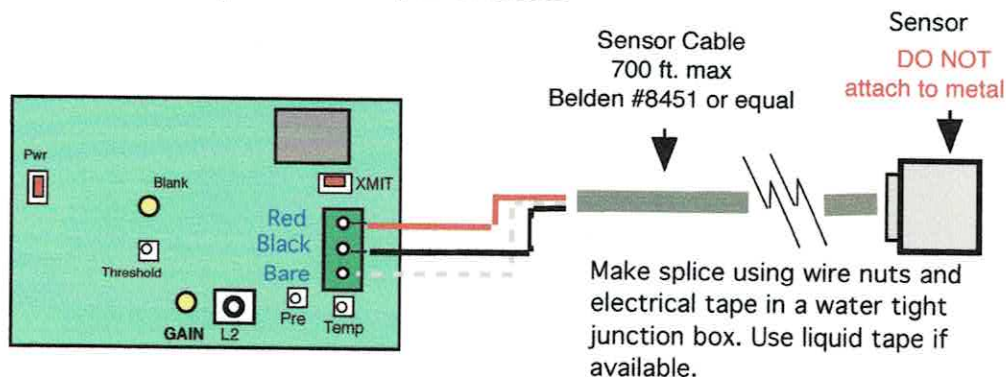 Sensor
DO NOT
attach to metal
Sensor Cable
700 ft. max
Belden #8451 or equal
Pwr
Blank
XMIT
Red
Black
Bare
Threshold
GAIN
L2
Pre
Temp
Make splice using wire nuts and
electrical tape in a water tight
junction box. Use liquid tape if
available.